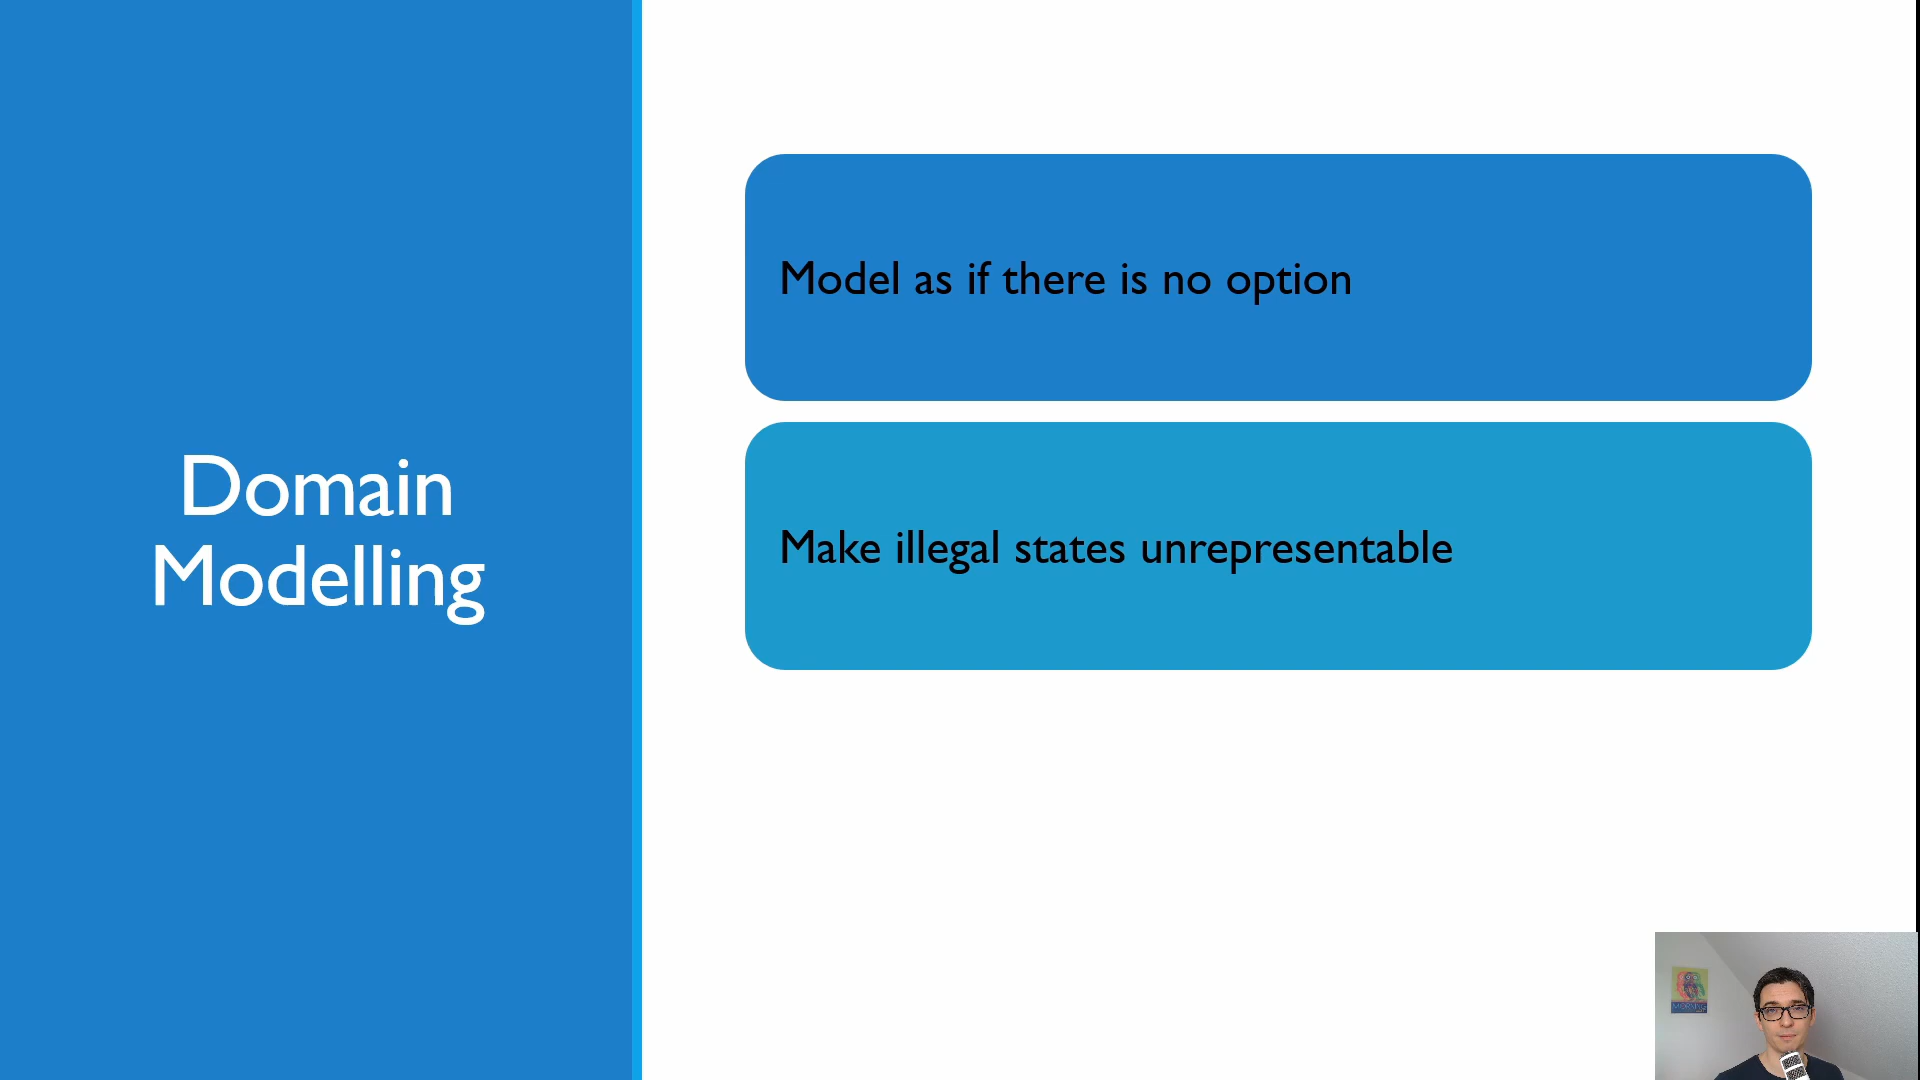 Domain
Modelling
Model as if there is no option
Make illegal states unrepresentable